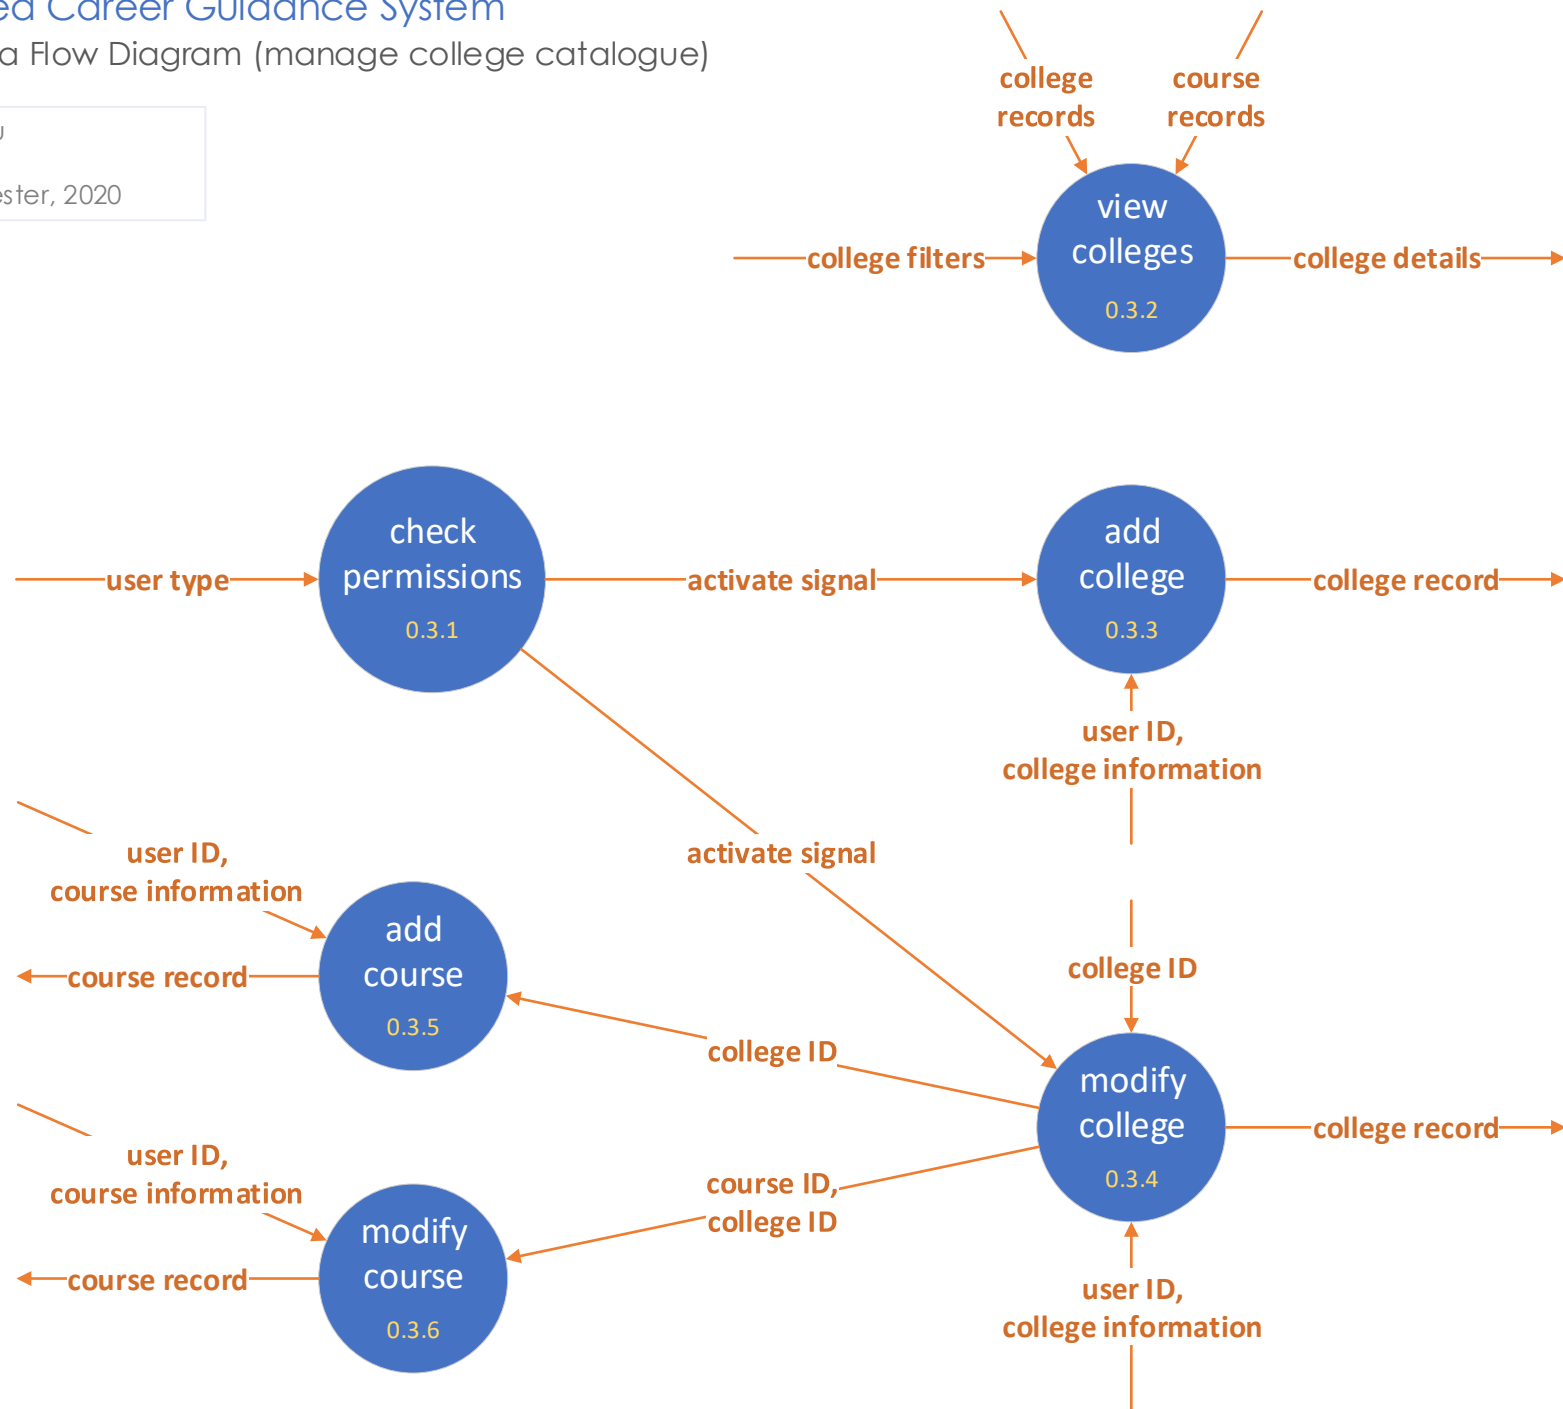 Career Guidance System
Flow Diagram (manage college catalogue)
2020
college
records
course
records
view
colleges
0.3.2
college filters
college details
check
permissions
0.3.1
user type
activate signal
add
college
0.3.3
college record
user ID,
college information
activate signal
user ID,
course information
add
course
0.3.5
course record
college ID
college ID
modify
college
0.3.4
college record
course ID,
college ID
user ID,
course information
modify
course
0.3.6
course record
user ID,
college information